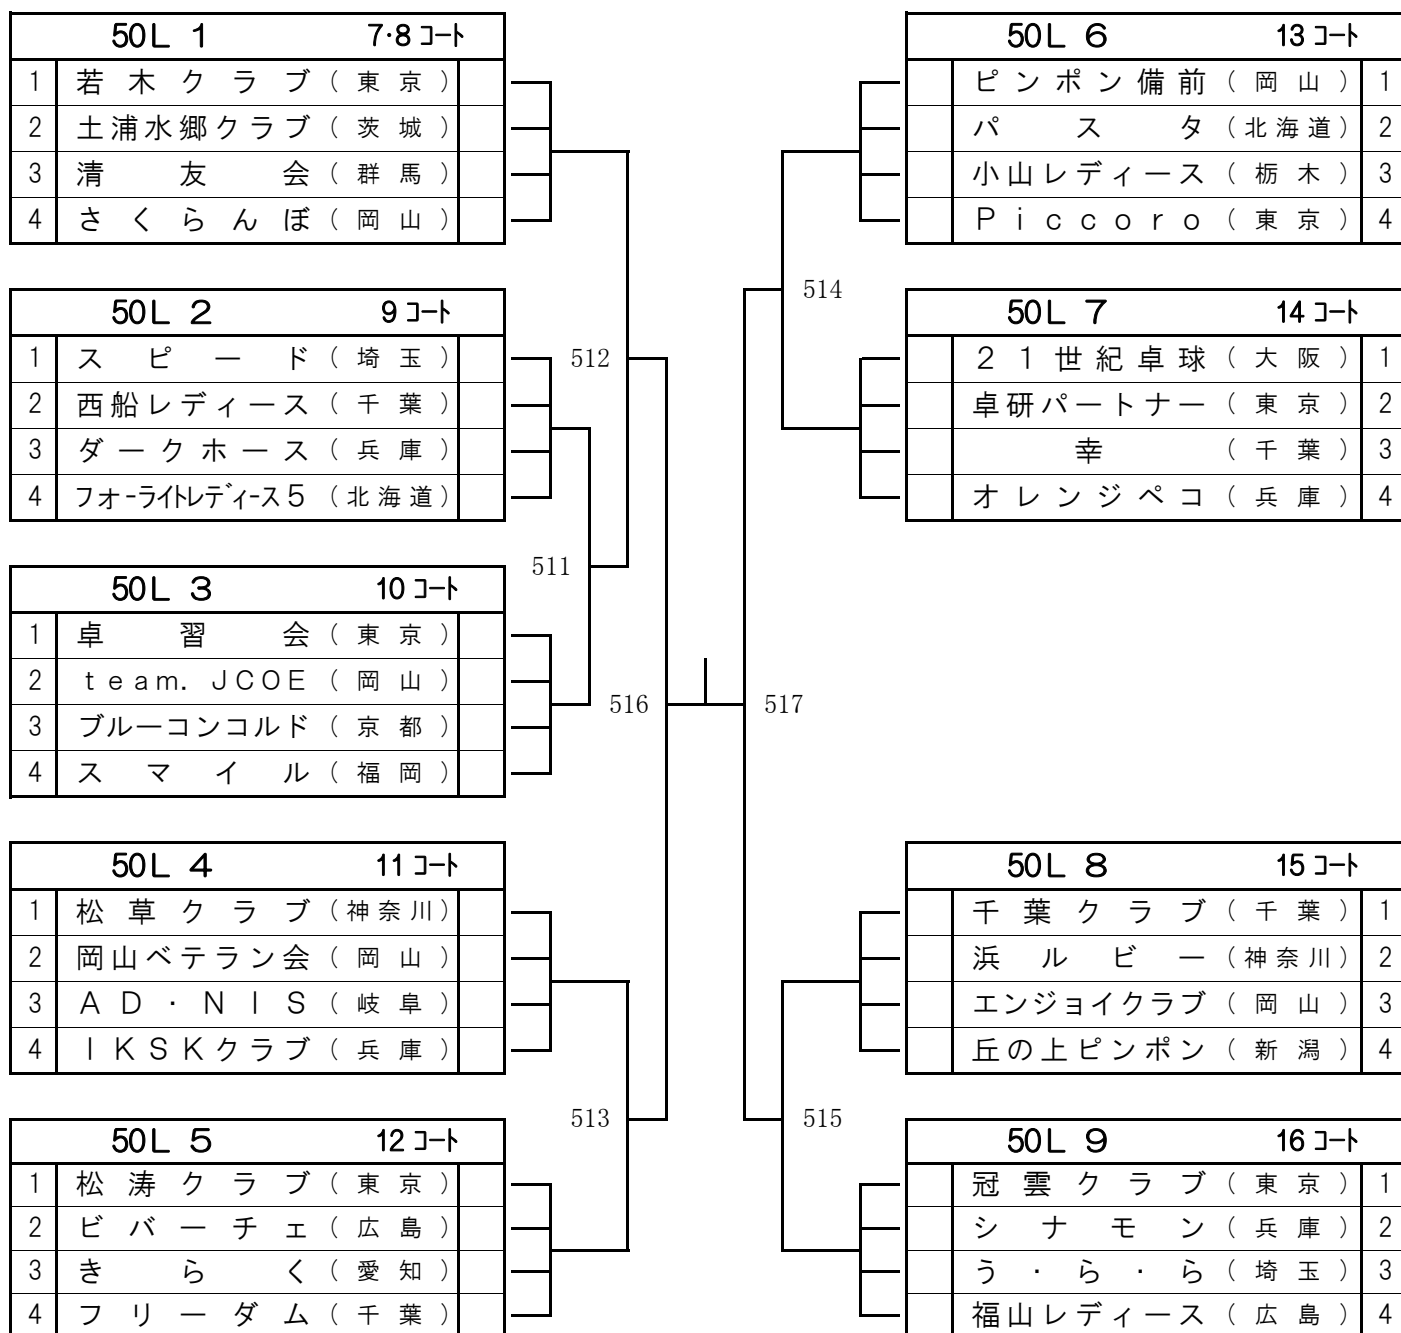 50L 1 7·8 コート
1 若木クラブ（東京）
2 土浦水郷クラブ（茨城）
3 清友会（群馬）
4 さくらんぼ（岡山）
50L 2 9 コート
1 スピード（埼玉）
2 西船レディース（千葉）
3 ダークホース（兵庫）
4 フォーライトレディース5（北海道）
50L 3 10 コート
1 卓習会（東京）
2 team. JCOE（岡山）
3 ブルーコンコルド（京都）
4 スマイル（福岡）
50L 4 11 コート
1 松草クラブ（神奈川）
2 岡山ベテラン会（岡山）
3 AD·NIS（岐阜）
4 IKSKクラブ（兵庫）
50L 5 12 コート
1 松涛クラブ（東京）
2 ビバーチェ（広島）
3 きらく（愛知）
4 フリーダム（千葉）
512
511
516
513
514
517
515
50L 6 13 コート
ピンポン備前（岡山）1
パスタ（北海道）2
小山レディース（栃木）3
Piccoro（東京）4
50L 7 14 コート
21世紀卓球（大阪）1
卓研パートナー（東京）2
幸（千葉）3
オレンジペコ（兵庫）4
50L 8 15 コート
千葉クラブ（千葉）1
浜ルビー（神奈川）2
エンジョイクラブ（岡山）3
丘の上ピンポン（新潟）4
50L 9 16 コート
冠雲クラブ（東京）1
シナモン（兵庫）2
う·ら·ら（埼玉）3
福山レディース（広島）4